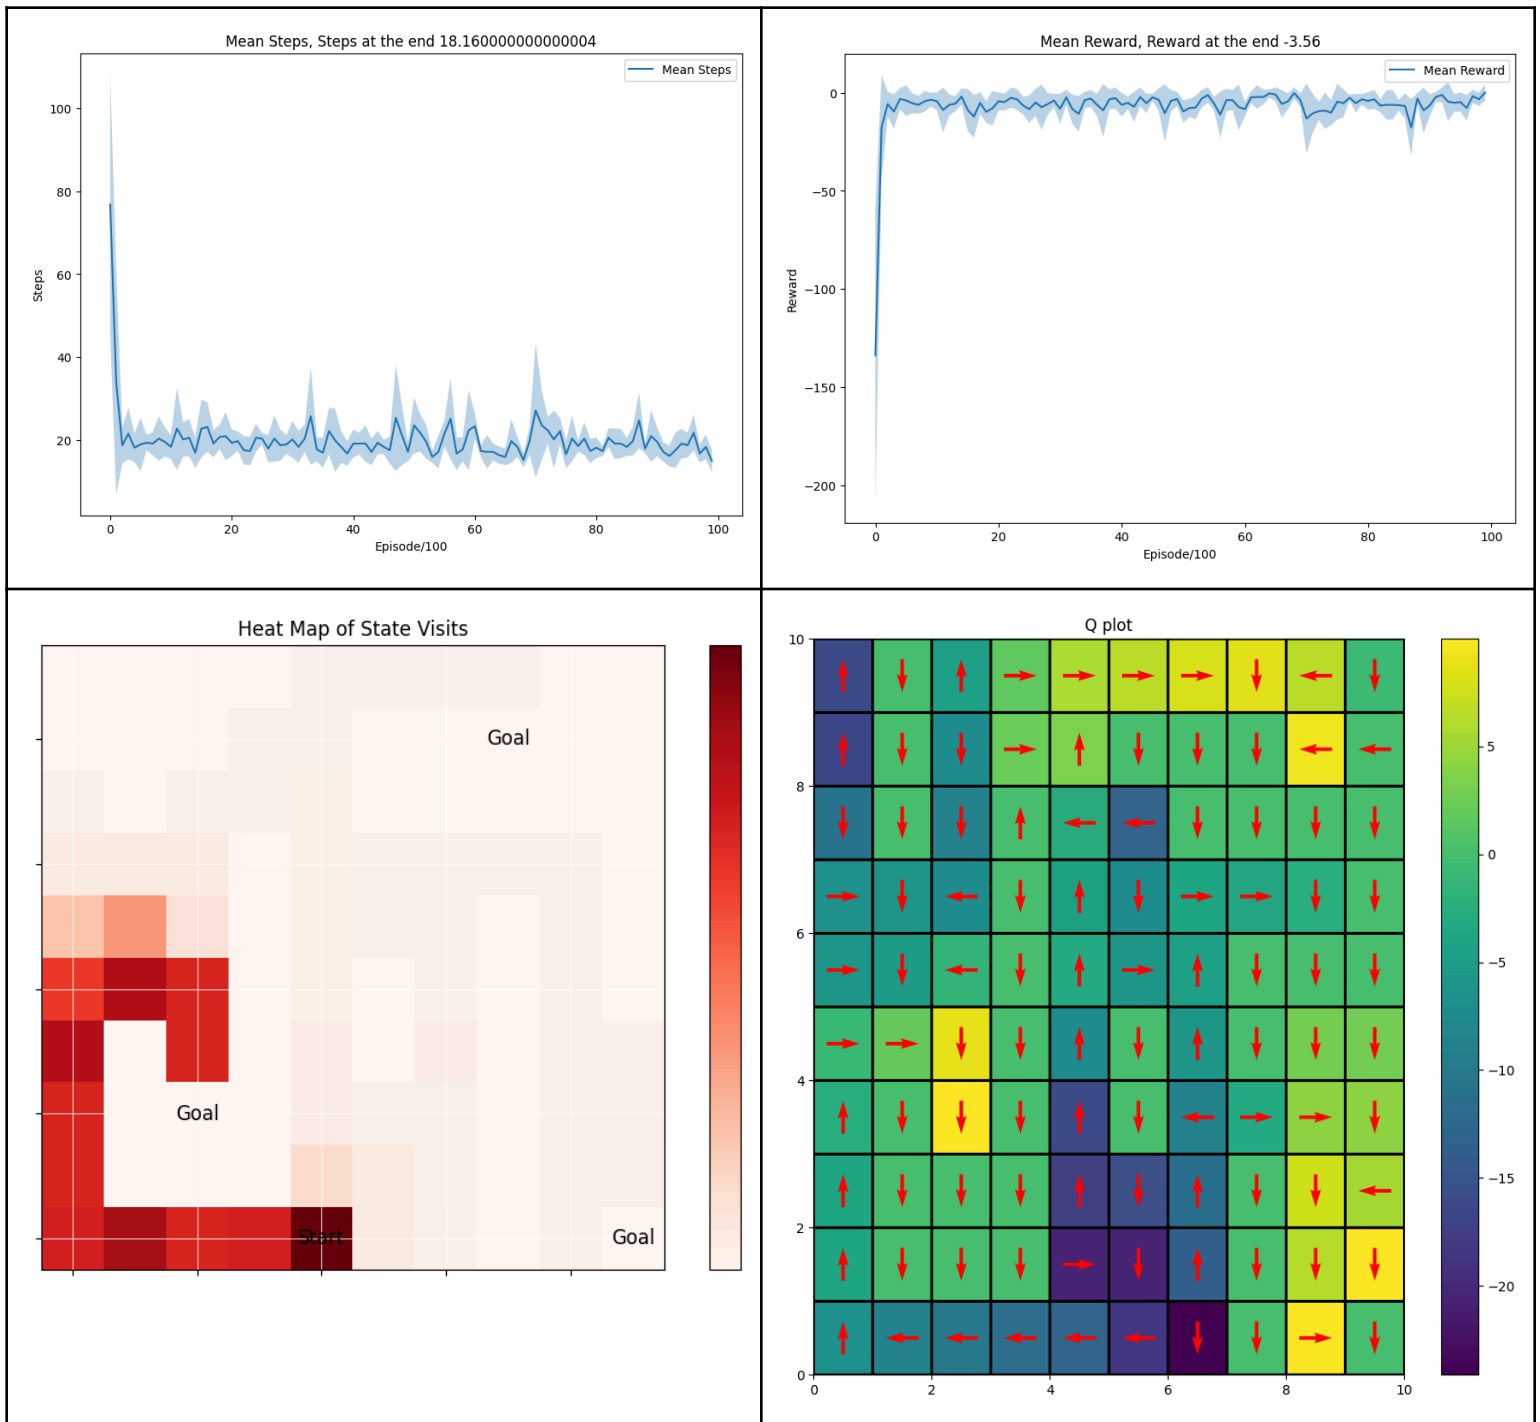 Mean Steps, Steps at the end 18.160000000000004
Mean Steps
100
80
60
40
20
Steps
0 20 40 60 80 100
Episode/100
Mean Reward, Reward at the end -3.56
Mean Reward
0
−50
−100
−150
−200
Reward
0 20 40 60 80 100
Episode/100
Heat Map of State Visits
Goal
Goal
Start
Goal
Q plot
10
8
6
4
2
0
0 2 4 6 8 10
5
0
−5
−10
−15
−20